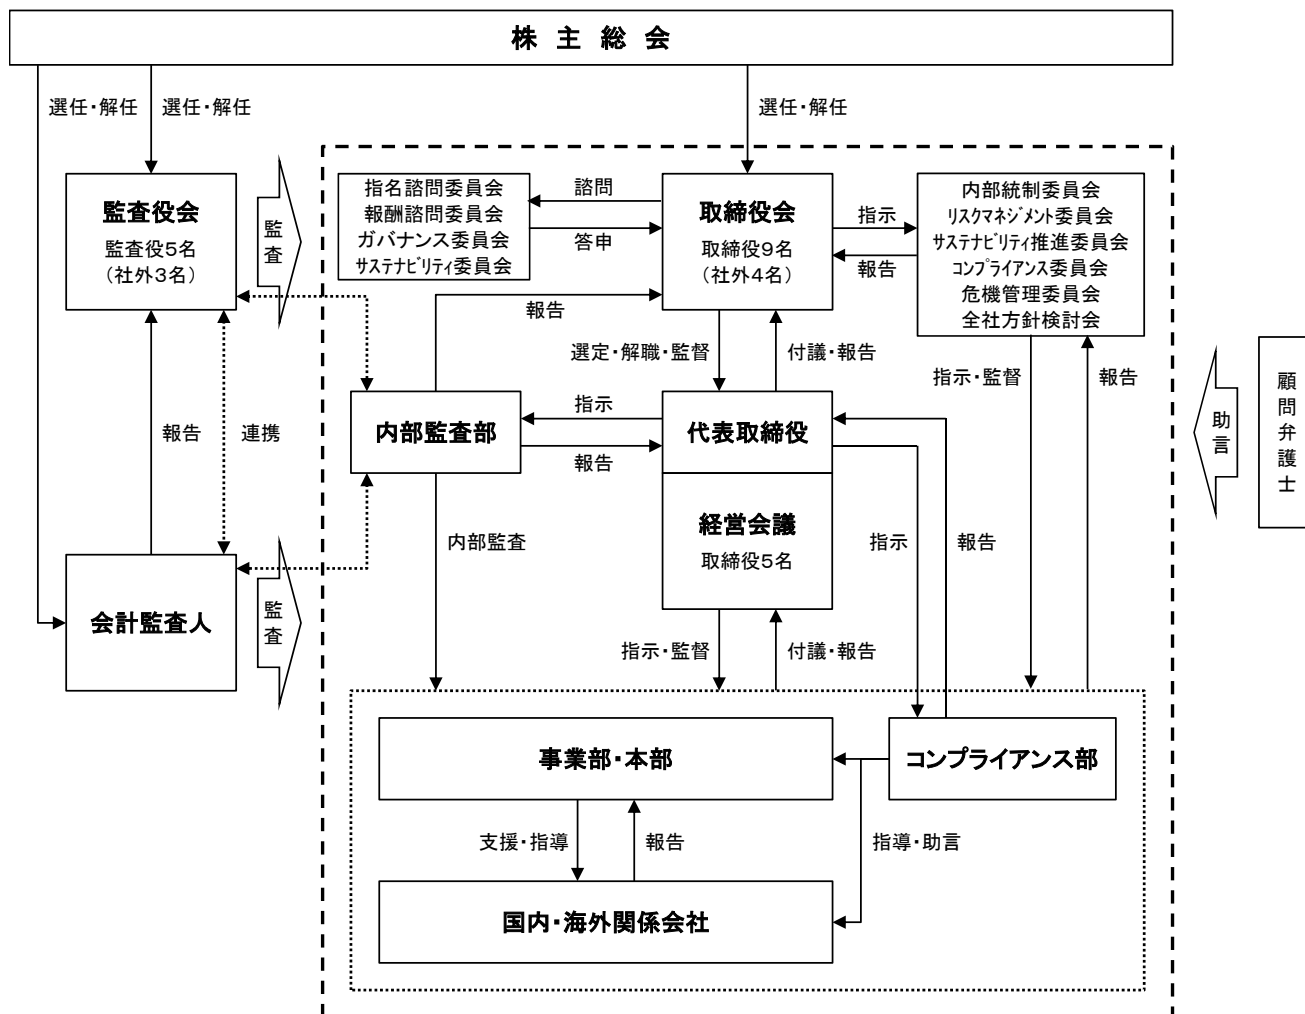 株 主 総 会
選任・解任
選任・解任
選任・解任
監査役会
監査役5名
(社外3名)
監査
指名諮問委員会
報酬諮問委員会
ガバナンス委員会
サステナビリティ委員会
諮問
答申
取締役会
取締役9名
(社外4名)
指示
報告
内部統制委員会
リスクマネジメント委員会
サステナビリティ推進委員会
コンプライアンス委員会
危機管理委員会
全社方針検討会
報告
選定・解職・監督
付議・報告
指示・監督
報告
助言
顧問弁護士
報告
連携
内部監査部
指示
報告
代表取締役
経営会議
取締役5名
内部監査
指示
報告
会計監査人
監査
指示・監督
付議・報告
事業部・本部
コンプライアンス部
支援・指導
報告
指導・助言
国内・海外関係会社